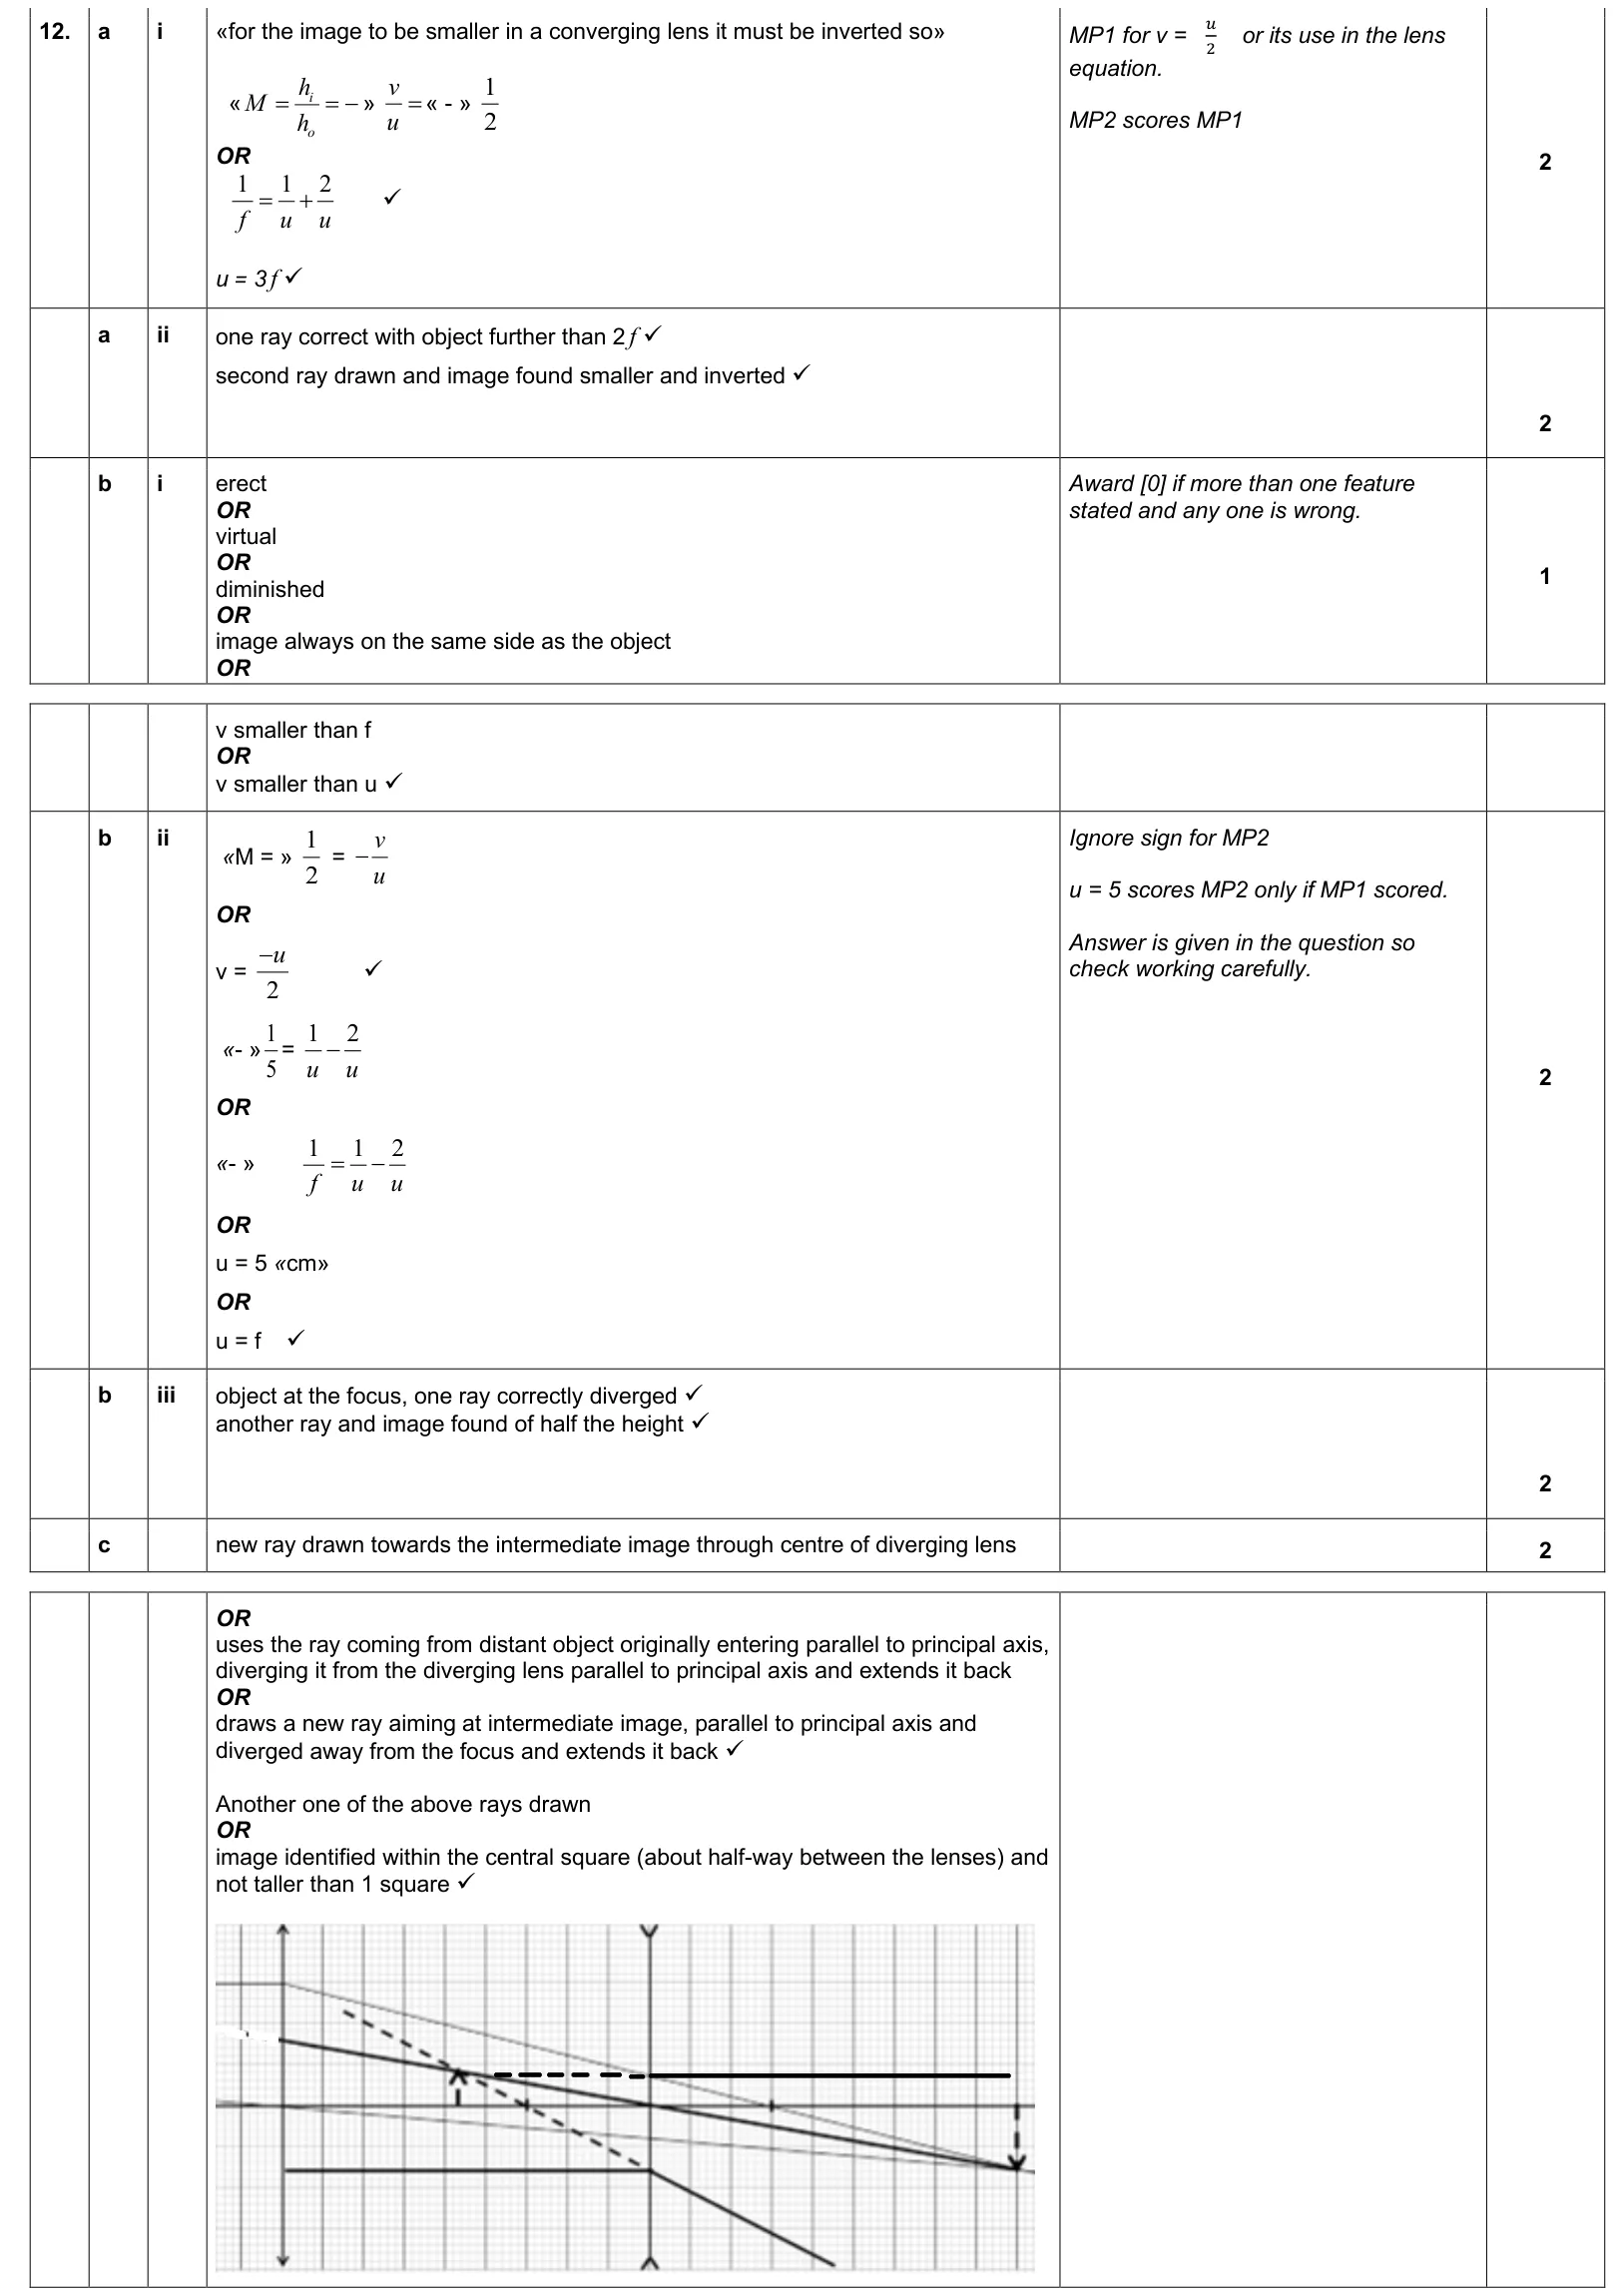 12. a i «for the image to be smaller in a converging lens it must be inverted so»
« M = h_i/h_o = − » v/u = « - » 1/2
OR
1/f = 1/u + 2/u ✓
u = 3f ✓
MP1 for v = u/2 or its use in the lens
equation.
MP2 scores MP1
2
a ii one ray correct with object further than 2f ✓
second ray drawn and image found smaller and inverted ✓
2
b i erect
OR
virtual
OR
diminished
OR
image always on the same side as the object
OR
Award [0] if more than one feature
stated and any one is wrong.
1
v smaller than f
OR
v smaller than u ✓
b ii «M = » 1/2 = −v/u
OR
v = −u/2 ✓
«- » 1/5 = 1/u − 2/u
OR
«- » 1/f = 1/u − 2/u
OR
u = 5 «cm»
OR
u = f ✓
Ignore sign for MP2
u = 5 scores MP2 only if MP1 scored.
Answer is given in the question so
check working carefully.
2
b iii object at the focus, one ray correctly diverged ✓
another ray and image found of half the height ✓
2
c new ray drawn towards the intermediate image through centre of diverging lens
2
OR
uses the ray coming from distant object originally entering parallel to principal axis,
diverging it from the diverging lens parallel to principal axis and extends it back
OR
draws a new ray aiming at intermediate image, parallel to principal axis and
diverged away from the focus and extends it back ✓
Another one of the above rays drawn
OR
image identified within the central square (about half-way between the lenses) and
not taller than 1 square ✓